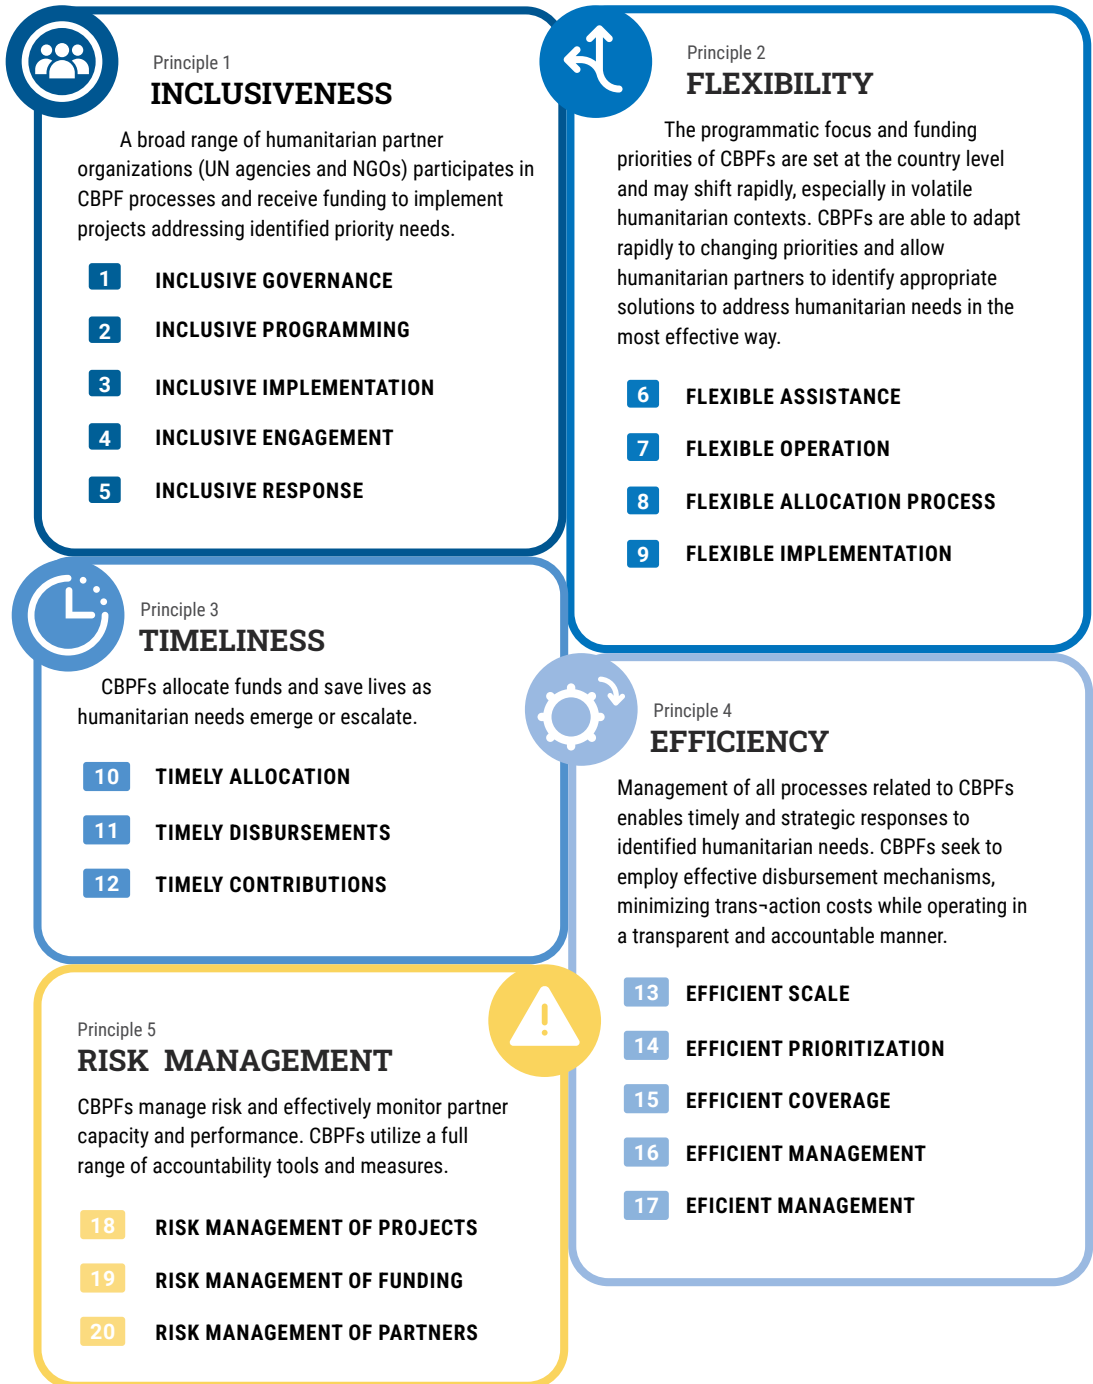 Principle 1
INCLUSIVENESS
A broad range of humanitarian partner
organizations (UN agencies and NGOs) participates in
CBPF processes and receive funding to implement
projects addressing identified priority needs.
1 INCLUSIVE GOVERNANCE
2 INCLUSIVE PROGRAMMING
3 INCLUSIVE IMPLEMENTATION
4 INCLUSIVE ENGAGEMENT
5 INCLUSIVE RESPONSE
Principle 2
FLEXIBILITY
The programmatic focus and funding
priorities of CBPFs are set at the country level
and may shift rapidly, especially in volatile
humanitarian contexts. CBPFs are able to adapt
rapidly to changing priorities and allow
humanitarian partners to identify appropriate
solutions to address humanitarian needs in the
most effective way.
6 FLEXIBLE ASSISTANCE
7 FLEXIBLE OPERATION
8 FLEXIBLE ALLOCATION PROCESS
9 FLEXIBLE IMPLEMENTATION
Principle 3
TIMELINESS
CBPFs allocate funds and save lives as
humanitarian needs emerge or escalate.
10 TIMELY ALLOCATION
11 TIMELY DISBURSEMENTS
12 TIMELY CONTRIBUTIONS
Principle 4
EFFICIENCY
Management of all processes related to CBPFs
enables timely and strategic responses to
identified humanitarian needs. CBPFs seek to
employ effective disbursement mechanisms,
minimizing trans¬action costs while operating in
a transparent and accountable manner.
13 EFFICIENT SCALE
14 EFFICIENT PRIORITIZATION
15 EFFICIENT COVERAGE
16 EFFICIENT MANAGEMENT
17 EFICIENT MANAGEMENT
Principle 5
RISK MANAGEMENT
CBPFs manage risk and effectively monitor partner
capacity and performance. CBPFs utilize a full
range of accountability tools and measures.
18 RISK MANAGEMENT OF PROJECTS
19 RISK MANAGEMENT OF FUNDING
20 RISK MANAGEMENT OF PARTNERS